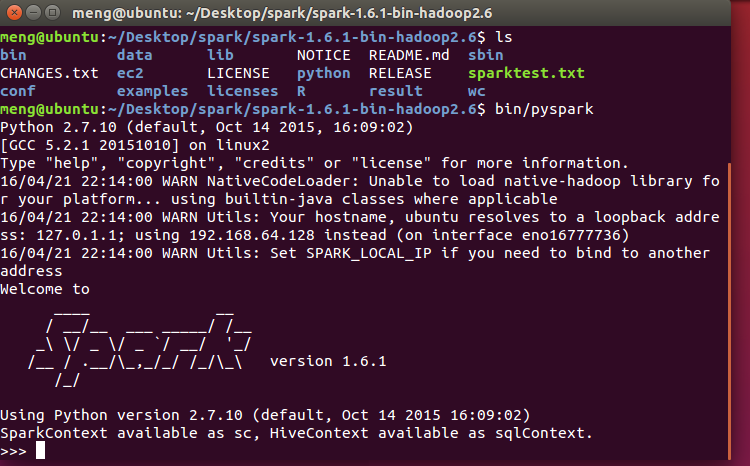 meng@ubuntu: ~/Desktop/spark/spark-1.6.1-bin-hadoop2.6
meng@ubuntu:~/Desktop/spark/spark-1.6.1-bin-hadoop2.6$ ls
bin          data      lib       NOTICE  README.md  sbin
CHANGES.txt  ec2       LICENSE   python  RELEASE    sparktest.txt
conf         examples  licenses  R       result     wc
meng@ubuntu:~/Desktop/spark/spark-1.6.1-bin-hadoop2.6$ bin/pyspark
Python 2.7.10 (default, Oct 14 2015, 16:09:02)
[GCC 5.2.1 20151010] on linux2
Type "help", "copyright", "credits" or "license" for more information.
16/04/21 22:14:00 WARN NativeCodeLoader: Unable to load native-hadoop library fo
r your platform... using builtin-java classes where applicable
16/04/21 22:14:00 WARN Utils: Your hostname, ubuntu resolves to a loopback addre
ss: 127.0.1.1; using 192.168.64.128 instead (on interface eno16777736)
16/04/21 22:14:00 WARN Utils: Set SPARK_LOCAL_IP if you need to bind to another
address
Welcome to
      ____              __
     / __/__  ___ _____/ /__
    _\ \/ _ \/ _ `/ __/  '_/
   /__ / .__/\_,_/_/ /_/\_\   version 1.6.1
      /_/
Using Python version 2.7.10 (default, Oct 14 2015 16:09:02)
SparkContext available as sc, HiveContext available as sqlContext.
>>>